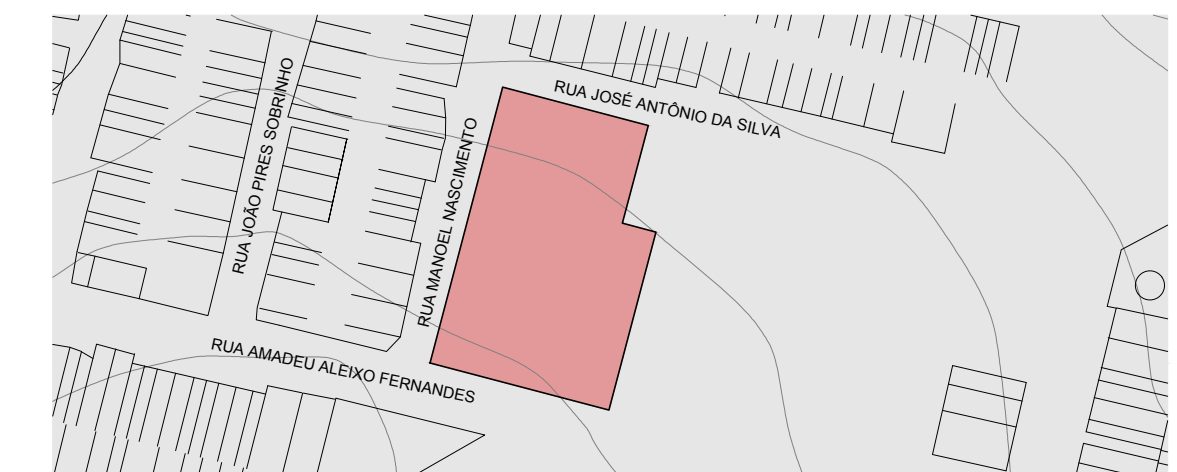 RUA JOSÉ ANTÔNIO DA SILVA
RUA JOÃO PIRES SOBRINHO
RUA MANOEL NASCIMENTO
RUA AMADEU ALEIXO FERNANDES